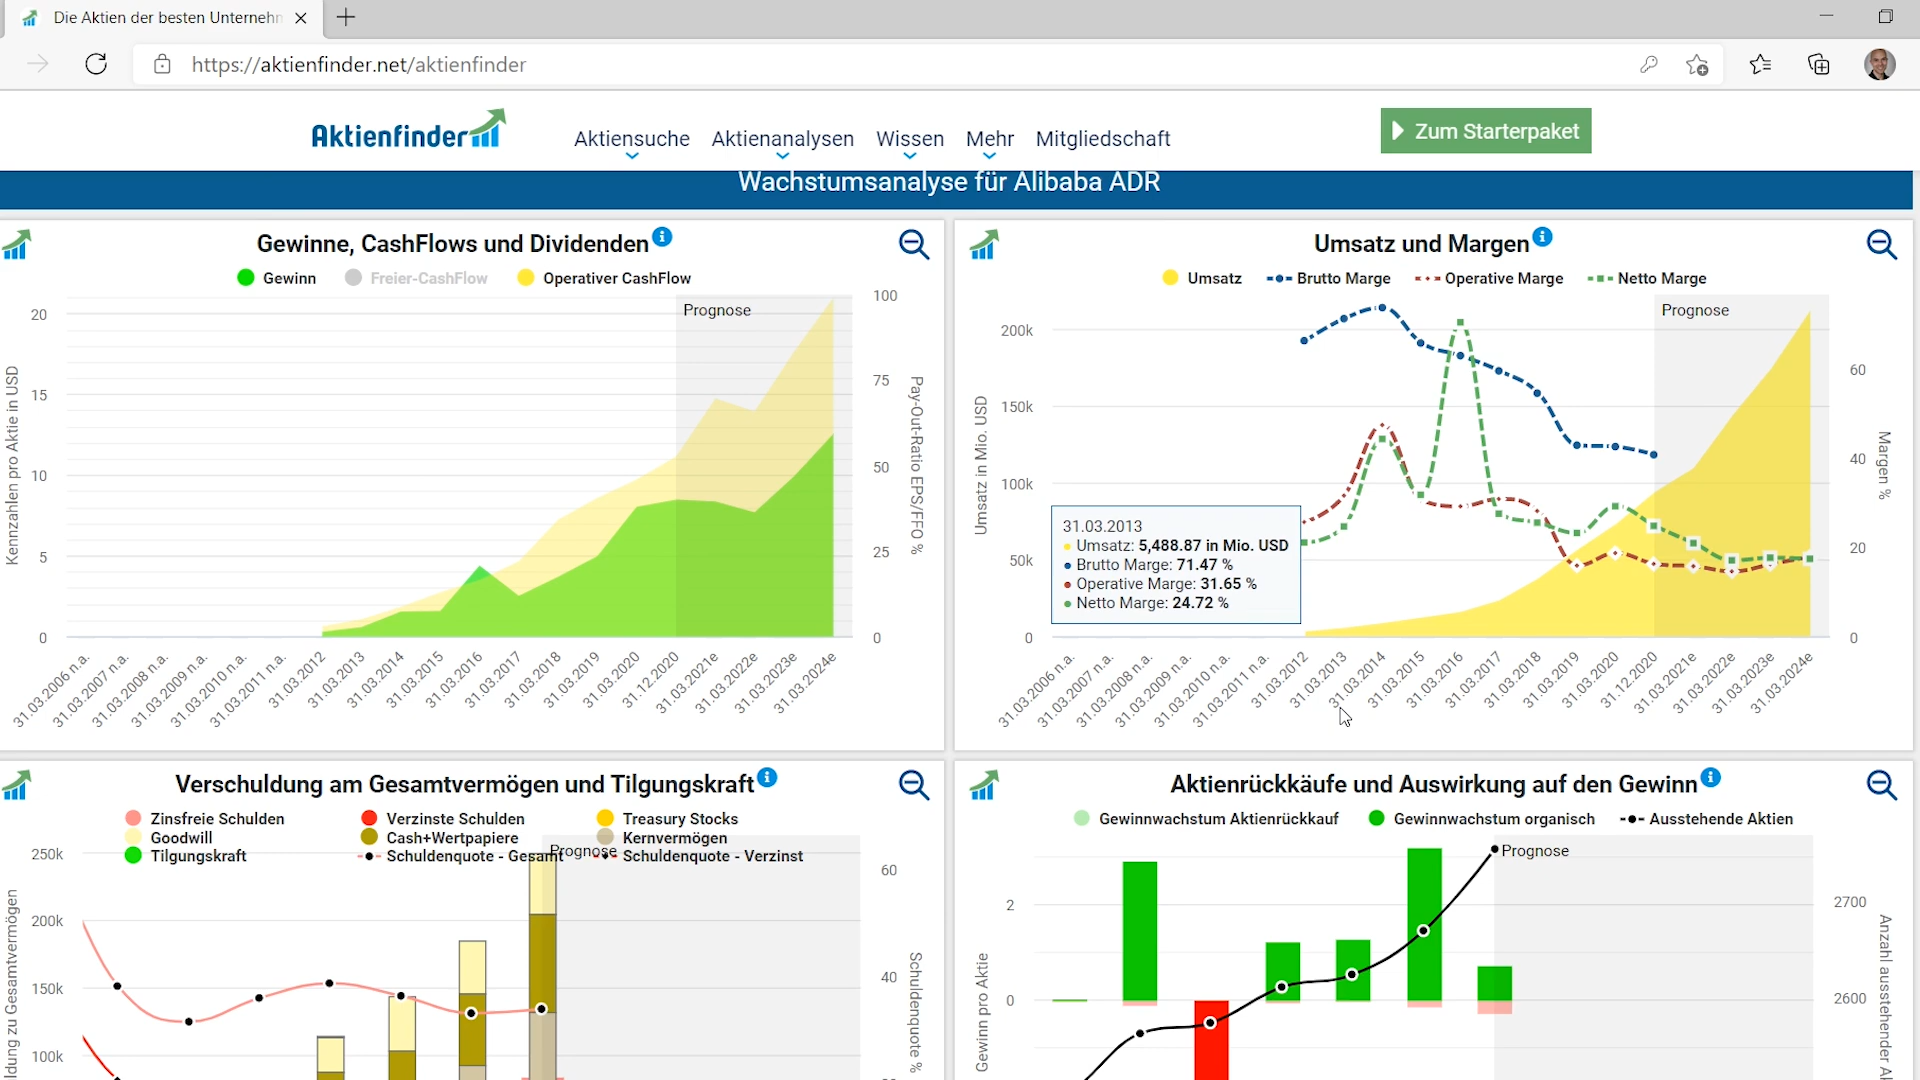 Die Aktien der besten Unternehm
https://aktienfinder.net/aktienfinder
Aktienfinder
Aktiensuche
Aktienanalysen
Wissen
Mehr
Mitgliedschaft
Zum Starterpaket
Wachstumsanalyse für Alibaba ADR
Gewinne, CashFlows und Dividenden
Gewinn
Freier-CashFlow
Operativer CashFlow
Prognose
Kennzahlen pro Aktie in USD
20
15
10
5
0
100
75
50
25
0
Pay-Out-Ratio EPS/FFO %
31.03.2006 n.a.
31.03.2007 n.a.
31.03.2008 n.a.
31.03.2009 n.a.
31.03.2010 n.a.
31.03.2011 n.a.
31.03.2012
31.03.2013
31.03.2014
31.03.2015
31.03.2016
31.03.2017
31.03.2018
31.03.2019
31.03.2020
31.12.2020
31.03.2021e
31.03.2022e
31.03.2023e
31.03.2024e
Umsatz und Margen
Umsatz
Brutto Marge
Operative Marge
Netto Marge
Prognose
Umsatz in Mio. USD
200k
150k
100k
50k
0
60
40
20
0
Margen %
31.03.2013
Umsatz: 5,488.87 in Mio. USD
Brutto Marge: 71.47 %
Operative Marge: 31.65 %
Netto Marge: 24.72 %
31.03.2006 n.a.
31.03.2007 n.a.
31.03.2008 n.a.
31.03.2009 n.a.
31.03.2010 n.a.
31.03.2011 n.a.
31.03.2012
31.03.2013
31.03.2014
31.03.2015
31.03.2016
31.03.2017
31.03.2018
31.03.2019
31.03.2020
31.12.2020
31.03.2021e
31.03.2022e
31.03.2023e
31.03.2024e
Verschuldung am Gesamtvermögen und Tilgungskraft
Zinsfreie Schulden
Verzinste Schulden
Treasury Stocks
Goodwill
Cash+Wertpapiere
Kernvermögen
Tilgungskraft
Schuldenquote - Gesamt
Schuldenquote - Verzinst
Prognose
250k
200k
150k
100k
60
40
ldung zu Gesamtvermögen
Schuldenquote %
Aktienrückkäufe und Auswirkung auf den Gewinn
Gewinnwachstum Aktienrückkauf
Gewinnwachstum organisch
Ausstehende Aktien
Prognose
2
0
2700
2600
Gewinn pro Aktie
Anzahl ausstehender Al